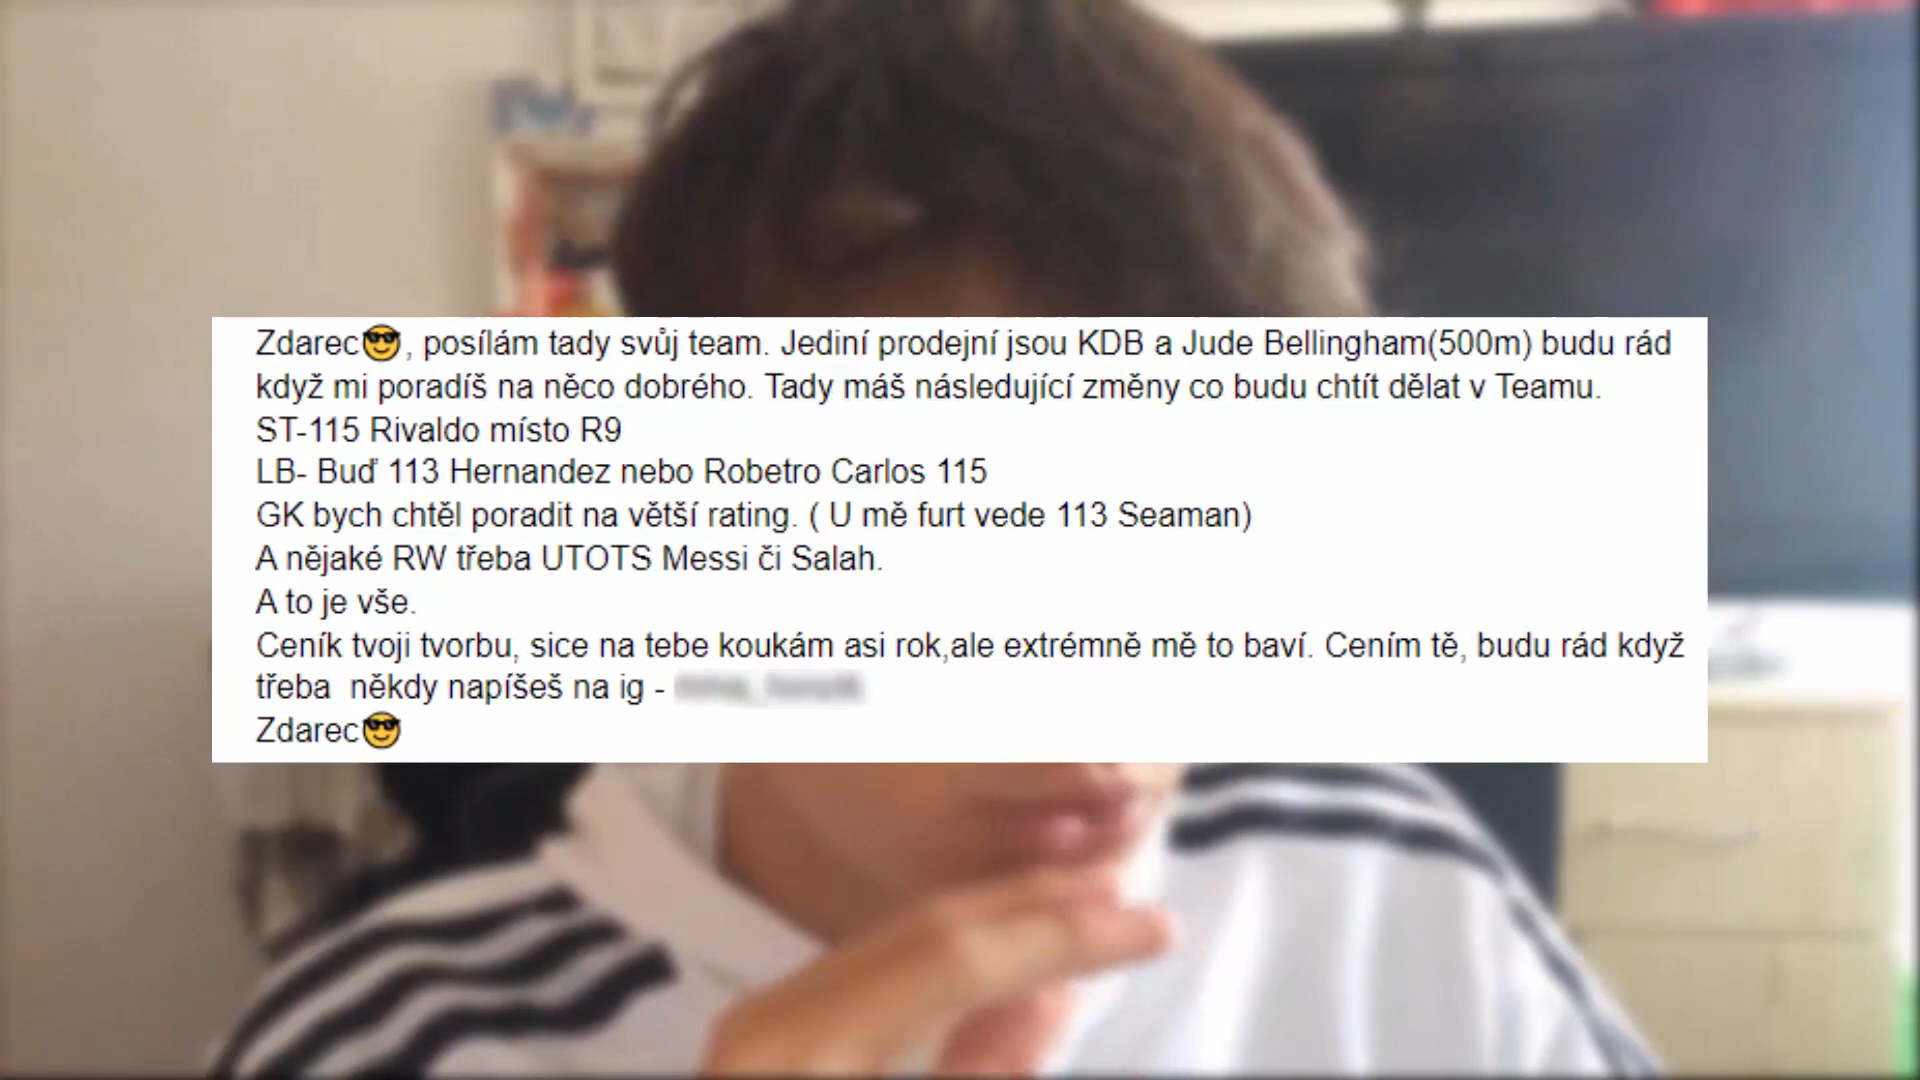 Zdarec😎, posílám tady svůj team. Jediní prodejní jsou KDB a Jude Bellingham(500m) budu rád
když mi poradíš na něco dobrého. Tady máš následující změny co budu chtít dělat v Teamu.
ST-115 Rivaldo místo R9
LB- Buď 113 Hernandez nebo Robetro Carlos 115
GK bych chtěl poradit na větší rating. ( U mě furt vede 113 Seaman)
A nějaké RW třeba UTOTS Messi či Salah.
A to je vše.
Ceník tvoji tvorbu, sice na tebe koukám asi rok,ale extrémně mě to baví. Cením tě, budu rád když
třeba někdy napíšeš na ig -
Zdarec😎